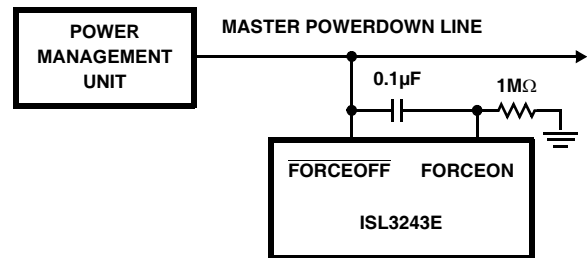 POWER
MANAGEMENT
UNIT
MASTER POWERDOWN LINE
0.1µF
1MΩ
FORCEOFF FORCEON
ISL3243E